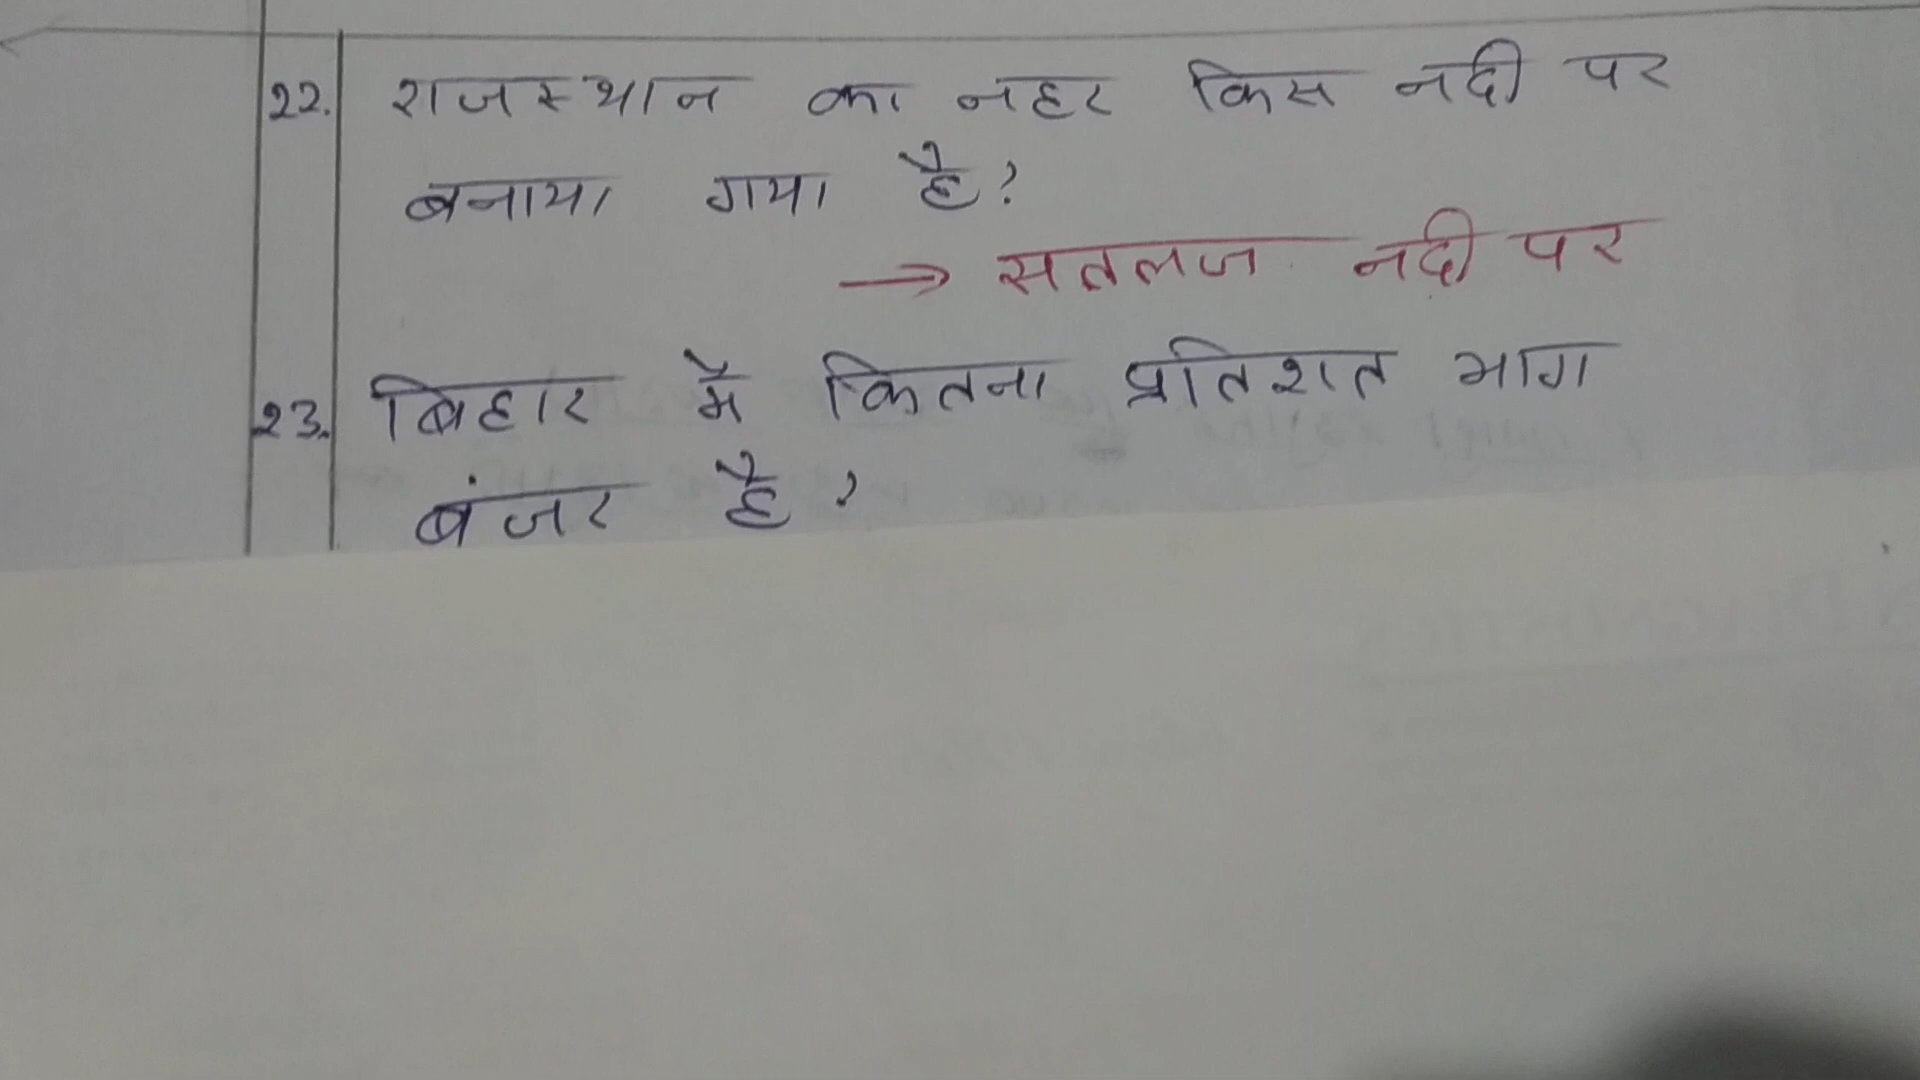 22. राजस्थान का नहर किस नदी पर
बनाया गया है?
→ सतलज नदी पर
23. बिहार में कितना प्रतिशत भाग
बंजर है?